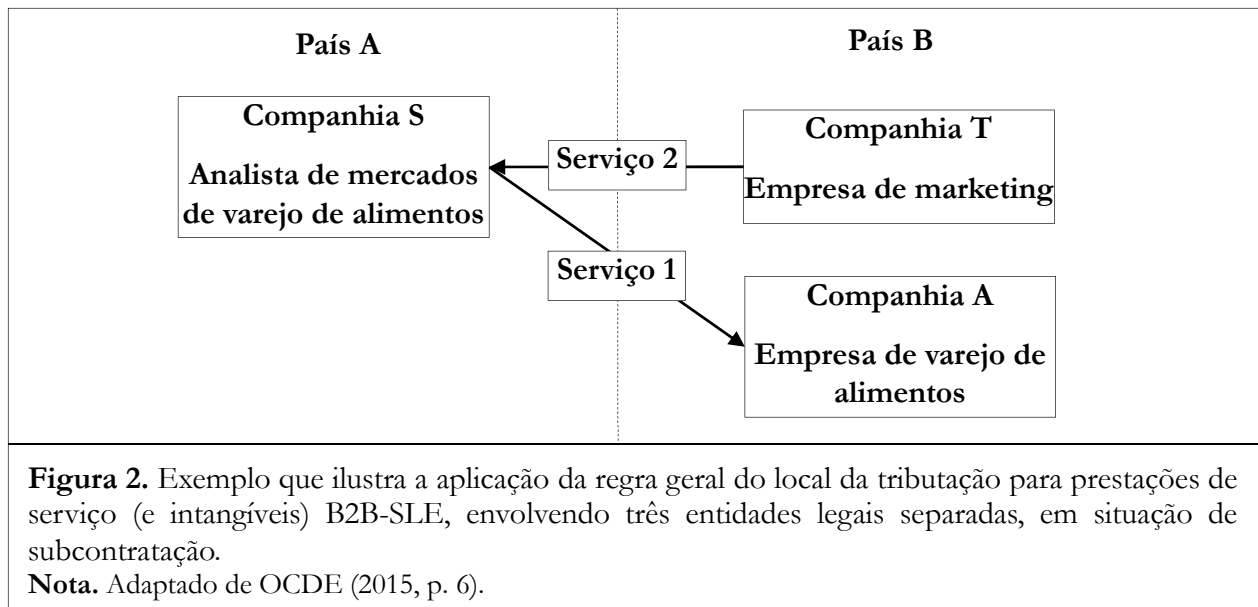 País A
País B
Companhia S
Analista de mercados
de varejo de alimentos
Serviço 2
Companhia T
Empresa de marketing
Serviço 1
Companhia A
Empresa de varejo de
alimentos
Figura 2. Exemplo que ilustra a aplicação da regra geral do local da tributação para prestações de
serviço (e intangíveis) B2B-SLE, envolvendo três entidades legais separadas, em situação de
subcontratação.
Nota. Adaptado de OCDE (2015, p. 6).